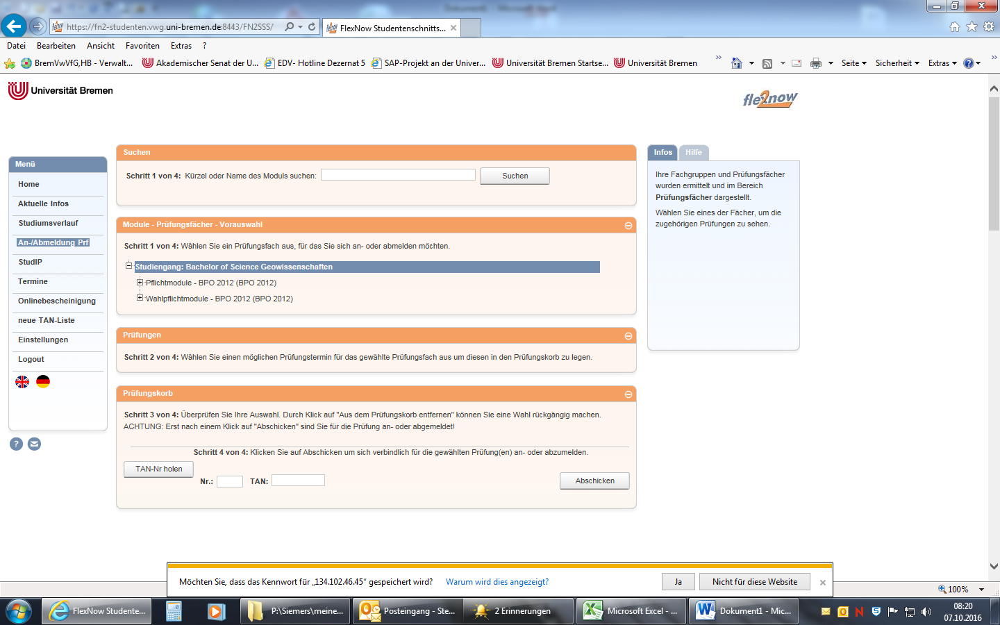 https://fn2-studenten.vwg.uni-bremen.de:8443/FN2SSS/
FlexNow Studentenschnitts...
Datei Bearbeiten Ansicht Favoriten Extras ?
BremVwVfG,HB - Verwalt... Akademischer Senat der U... EDV- Hotline Dezernat 5 SAP-Projekt an der Univer... Universität Bremen Startse... Universität Bremen
Seite Sicherheit Extras
Universität Bremen
flex2now
Menü
Home
Aktuelle Infos
Studiumsverlauf
An-/Abmeldung Prf
StudIP
Termine
Onlinebescheinigung
neue TAN-Liste
Einstellungen
Logout
Suchen
Schritt 1 von 4: Kürzel oder Name des Moduls suchen:
Suchen
Module - Prüfungsfächer - Vorauswahl
Schritt 1 von 4: Wählen Sie ein Prüfungsfach aus, für das Sie sich an- oder abmelden möchten.
Studiengang: Bachelor of Science Geowissenschaften
Pflichtmodule - BPO 2012 (BPO 2012)
Wahlpflichtmodule - BPO 2012 (BPO 2012)
Prüfungen
Schritt 2 von 4: Wählen Sie einen möglichen Prüfungstermin für das gewählte Prüfungsfach aus um diesen in den Prüfungskorb zu legen.
Prüfungskorb
Schritt 3 von 4: Überprüfen Sie Ihre Auswahl. Durch Klick auf "Aus dem Prüfungskorb entfernen" können Sie eine Wahl rückgängig machen.
ACHTUNG: Erst nach einem Klick auf "Abschicken" sind Sie für die Prüfung an- oder abgemeldet!
Schritt 4 von 4: Klicken Sie auf Abschicken um sich verbindlich für die gewählten Prüfung(en) an- oder abzumelden.
TAN-Nr holen
Nr.: TAN:
Abschicken
Infos Hilfe
Ihre Fachgruppen und Prüfungsfächer
wurden ermittelt und im Bereich
Prüfungsfächer dargestellt.
Wählen Sie eines der Fächer, um die
zugehörigen Prüfungen zu sehen.
Möchten Sie, dass das Kennwort für „134.102.46.45“ gespeichert wird? Warum wird dies angezeigt? Ja Nicht für diese Website
100%
FlexNow Studente... P:\Siemers\meine... Posteingang - Ste... 2 Erinnerungen Microsoft Excel - ... Dokument1 - Mic...
08:20
07.10.2016